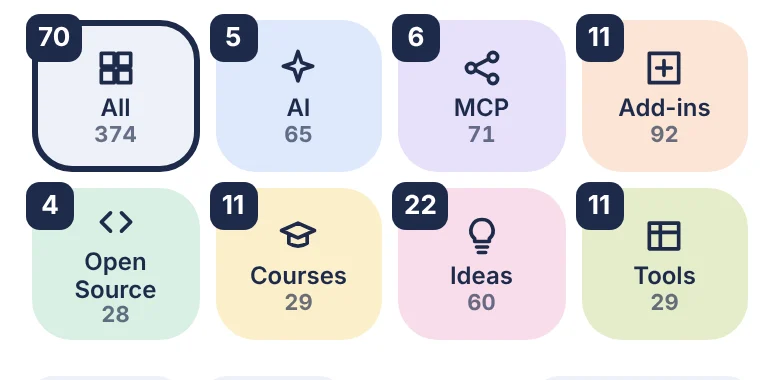 70
All
374
5
AI
65
6
MCP
71
11
Add-ins
92
4
Open
Source
28
11
Courses
29
22
Ideas
60
11
Tools
29